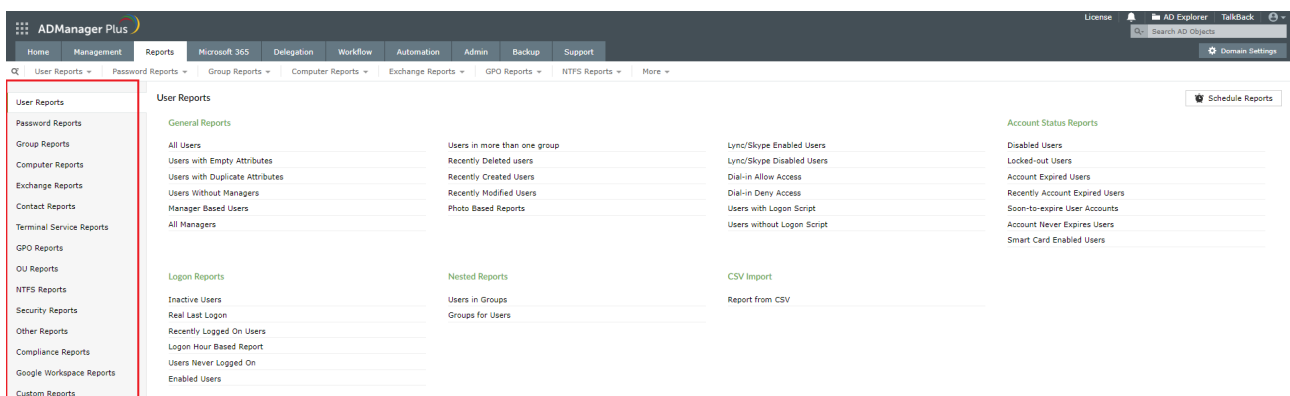 License AD Explorer TalkBack
ADManager Plus
Search AD Objects
Home Management Reports Microsoft 365 Delegation Workflow Automation Admin Backup Support
Domain Settings
User Reports Password Reports Group Reports Computer Reports Exchange Reports GPO Reports NTFS Reports More
User Reports
Password Reports
Group Reports
Computer Reports
Exchange Reports
Contact Reports
Terminal Service Reports
GPO Reports
OU Reports
NTFS Reports
Security Reports
Other Reports
Compliance Reports
Google Workspace Reports
Custom Reports
User Reports
Schedule Reports
General Reports
All Users
Users with Empty Attributes
Users with Duplicate Attributes
Users Without Managers
Manager Based Users
All Managers
Users in more than one group
Recently Deleted users
Recently Created Users
Recently Modified Users
Photo Based Reports
Lync/Skype Enabled Users
Lync/Skype Disabled Users
Dial-in Allow Access
Dial-in Deny Access
Users with Logon Script
Users without Logon Script
Account Status Reports
Disabled Users
Locked-out Users
Account Expired Users
Recently Account Expired Users
Soon-to-expire User Accounts
Account Never Expires Users
Smart Card Enabled Users
Logon Reports
Inactive Users
Real Last Logon
Recently Logged On Users
Logon Hour Based Report
Users Never Logged On
Enabled Users
Nested Reports
Users in Groups
Groups for Users
CSV Import
Report from CSV